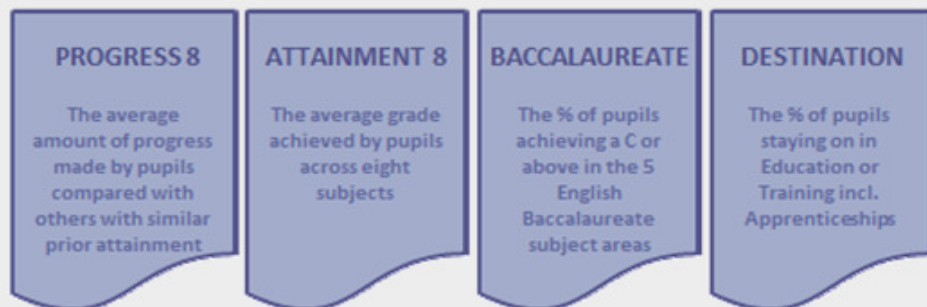 PROGRESS 8
The average
amount of progress
made by pupils
compared with
others with similar
prior attainment
ATTAINMENT 8
The average grade
achieved by pupils
across eight
subjects
BACCALAUREATE
The % of pupils
achieving a C or
above in the 5
English
Baccalaureate
subject areas
DESTINATION
The % of pupils
staying on in
Education or
Training incl.
Apprenticeships